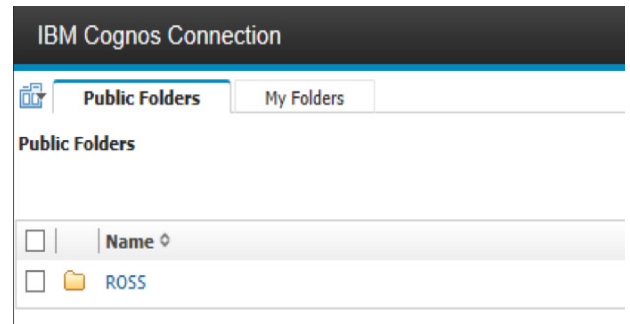 IBM Cognos Connection
Public Folders My Folders
Public Folders
Name
ROSS